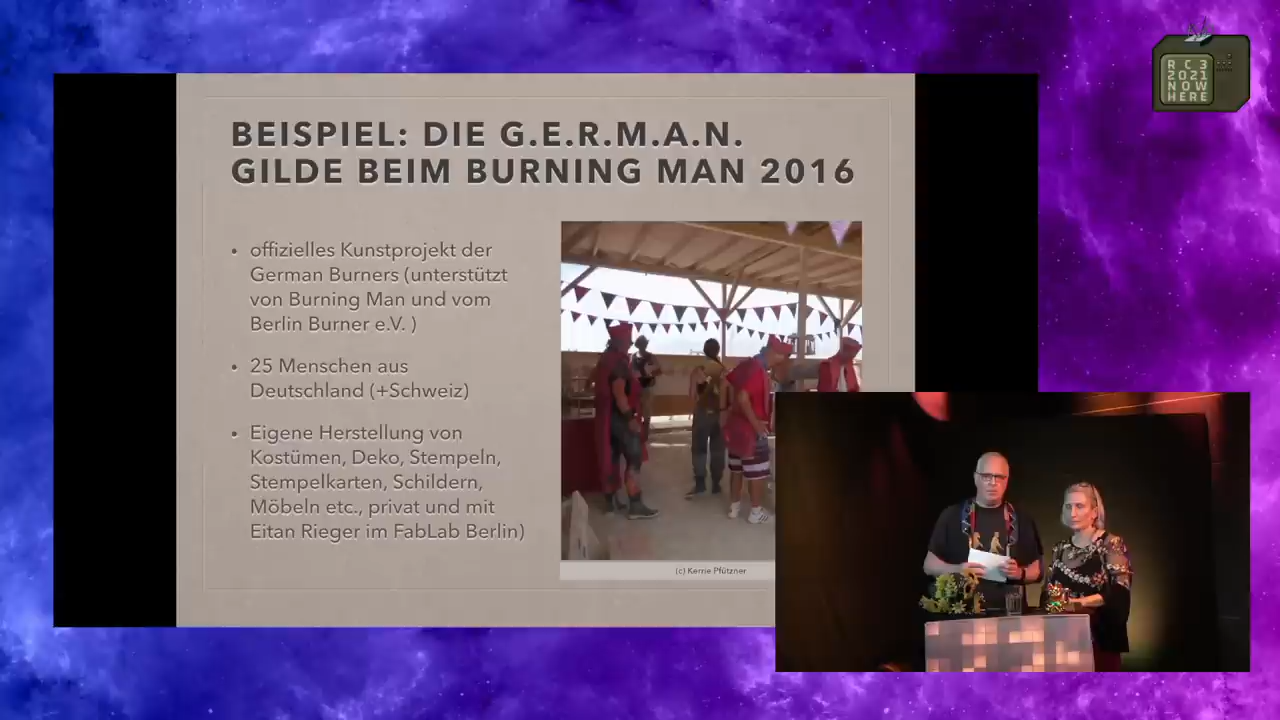 BEISPIEL: DIE G.E.R.M.A.N.
GILDE BEIM BURNING MAN 2016
• offizielles Kunstprojekt der
German Burners (unterstützt
von Burning Man und vom
Berlin Burner e.V. )
• 25 Menschen aus
Deutschland (+Schweiz)
• Eigene Herstellung von
Kostümen, Deko, Stempeln,
Stempelkarten, Schildern,
Möbeln etc., privat und mit
Eitan Rieger im FabLab Berlin)
(c) Kerrie Pfützner
RC3
2021
NOW
HERE